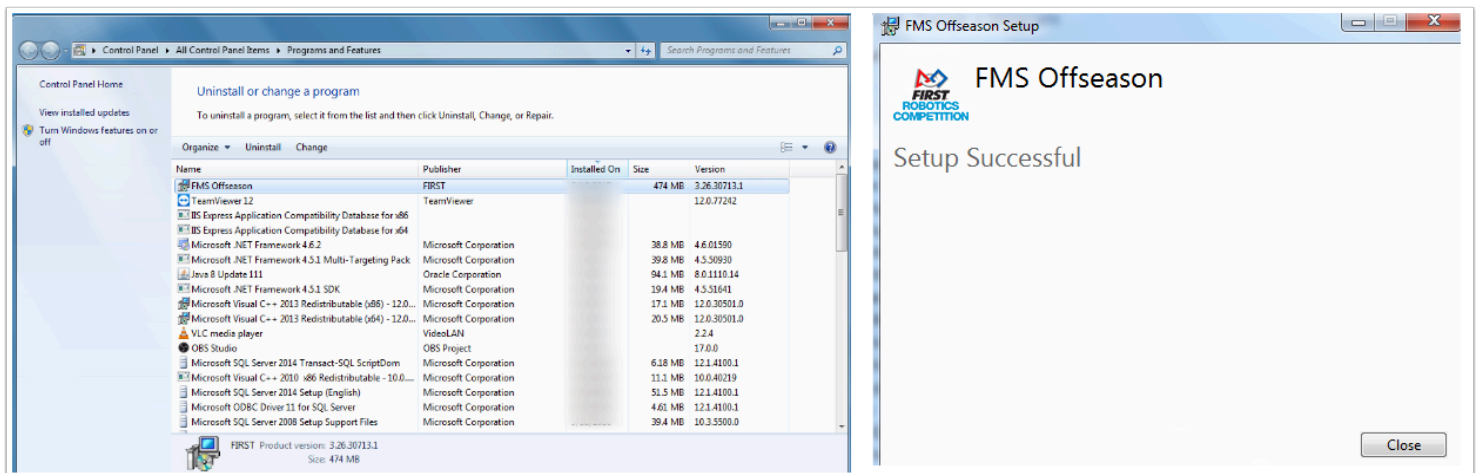 Control Panel ▸ All Control Panel Items ▸ Programs and Features
Search Programs and Features
Control Panel Home
View installed updates
Turn Windows features on or off
Uninstall or change a program
To uninstall a program, select it from the list and then click Uninstall, Change, or Repair.
Organize Uninstall Change
Name Publisher Installed On Size Version
FMS Offseason FIRST 474 MB 3.26.30713.1
TeamViewer 12 TeamViewer 12.0.77242
IIS Express Application Compatibility Database for x86
IIS Express Application Compatibility Database for x64
Microsoft .NET Framework 4.6.2 Microsoft Corporation 38.8 MB 4.6.01590
Microsoft .NET Framework 4.5.1 Multi-Targeting Pack Microsoft Corporation 39.8 MB 4.5.50930
Java 8 Update 111 Oracle Corporation 94.1 MB 8.0.1110.14
Microsoft .NET Framework 4.5.1 SDK Microsoft Corporation 19.4 MB 4.5.51641
Microsoft Visual C++ 2013 Redistributable (x86) - 12.0... Microsoft Corporation 17.1 MB 12.0.30501.0
Microsoft Visual C++ 2013 Redistributable (x64) - 12.0... Microsoft Corporation 20.5 MB 12.0.30501.0
VLC media player VideoLAN 2.2.4
OBS Studio OBS Project 17.0.0
Microsoft SQL Server 2014 Transact-SQL ScriptDom Microsoft Corporation 6.18 MB 12.1.4100.1
Microsoft Visual C++ 2010 x86 Redistributable - 10.0.... Microsoft Corporation 11.1 MB 10.0.40219
Microsoft SQL Server 2014 Setup (English) Microsoft Corporation 51.5 MB 12.1.4100.1
Microsoft ODBC Driver 11 for SQL Server Microsoft Corporation 4.61 MB 12.1.4100.1
Microsoft SQL Server 2008 Setup Support Files Microsoft Corporation 39.4 MB 10.3.5500.0
FIRST Product version: 3.26.30713.1
Size: 474 MB
FMS Offseason Setup
FIRST
ROBOTICS
COMPETITION
FMS Offseason
Setup Successful
Close